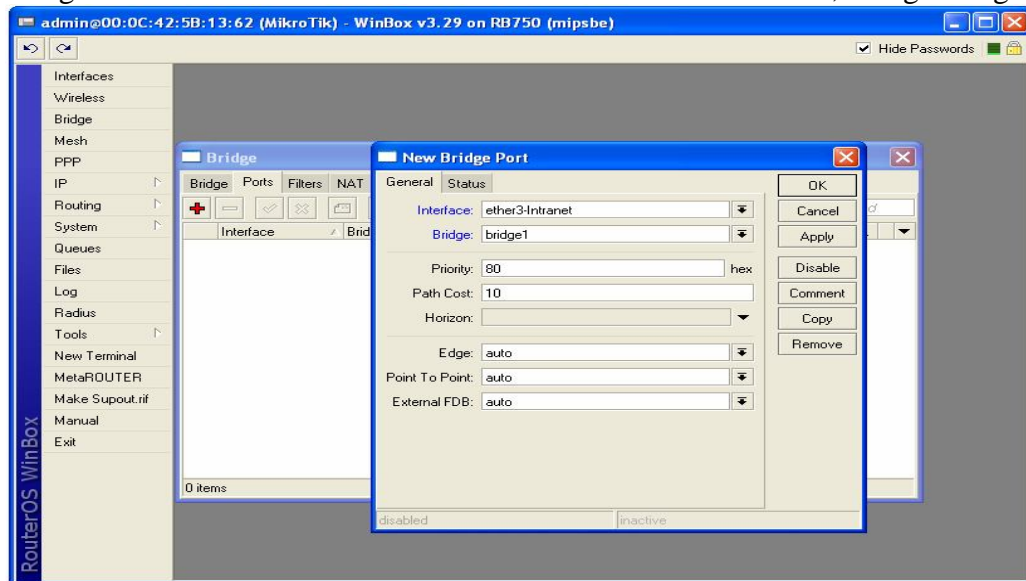 admin@00:0C:42:5B:13:62 (MikroTik) - WinBox v3.29 on RB750 (mipsbe)
Hide Passwords
Interfaces
Wireless
Bridge
Mesh
PPP
IP
Routing
System
Queues
Files
Log
Radius
Tools
New Terminal
MetaROUTER
Make Supout.rif
Manual
Exit
RouterOS WinBox
Bridge
Bridge Ports Filters NAT
Interface
0 items
New Bridge Port
General Status
Interface: ether3-Intranet
Bridge: bridge1
Priority: 80 hex
Path Cost: 10
Horizon:
Edge: auto
Point To Point: auto
External FDB: auto
disabled inactive
OK
Cancel
Apply
Disable
Comment
Copy
Remove